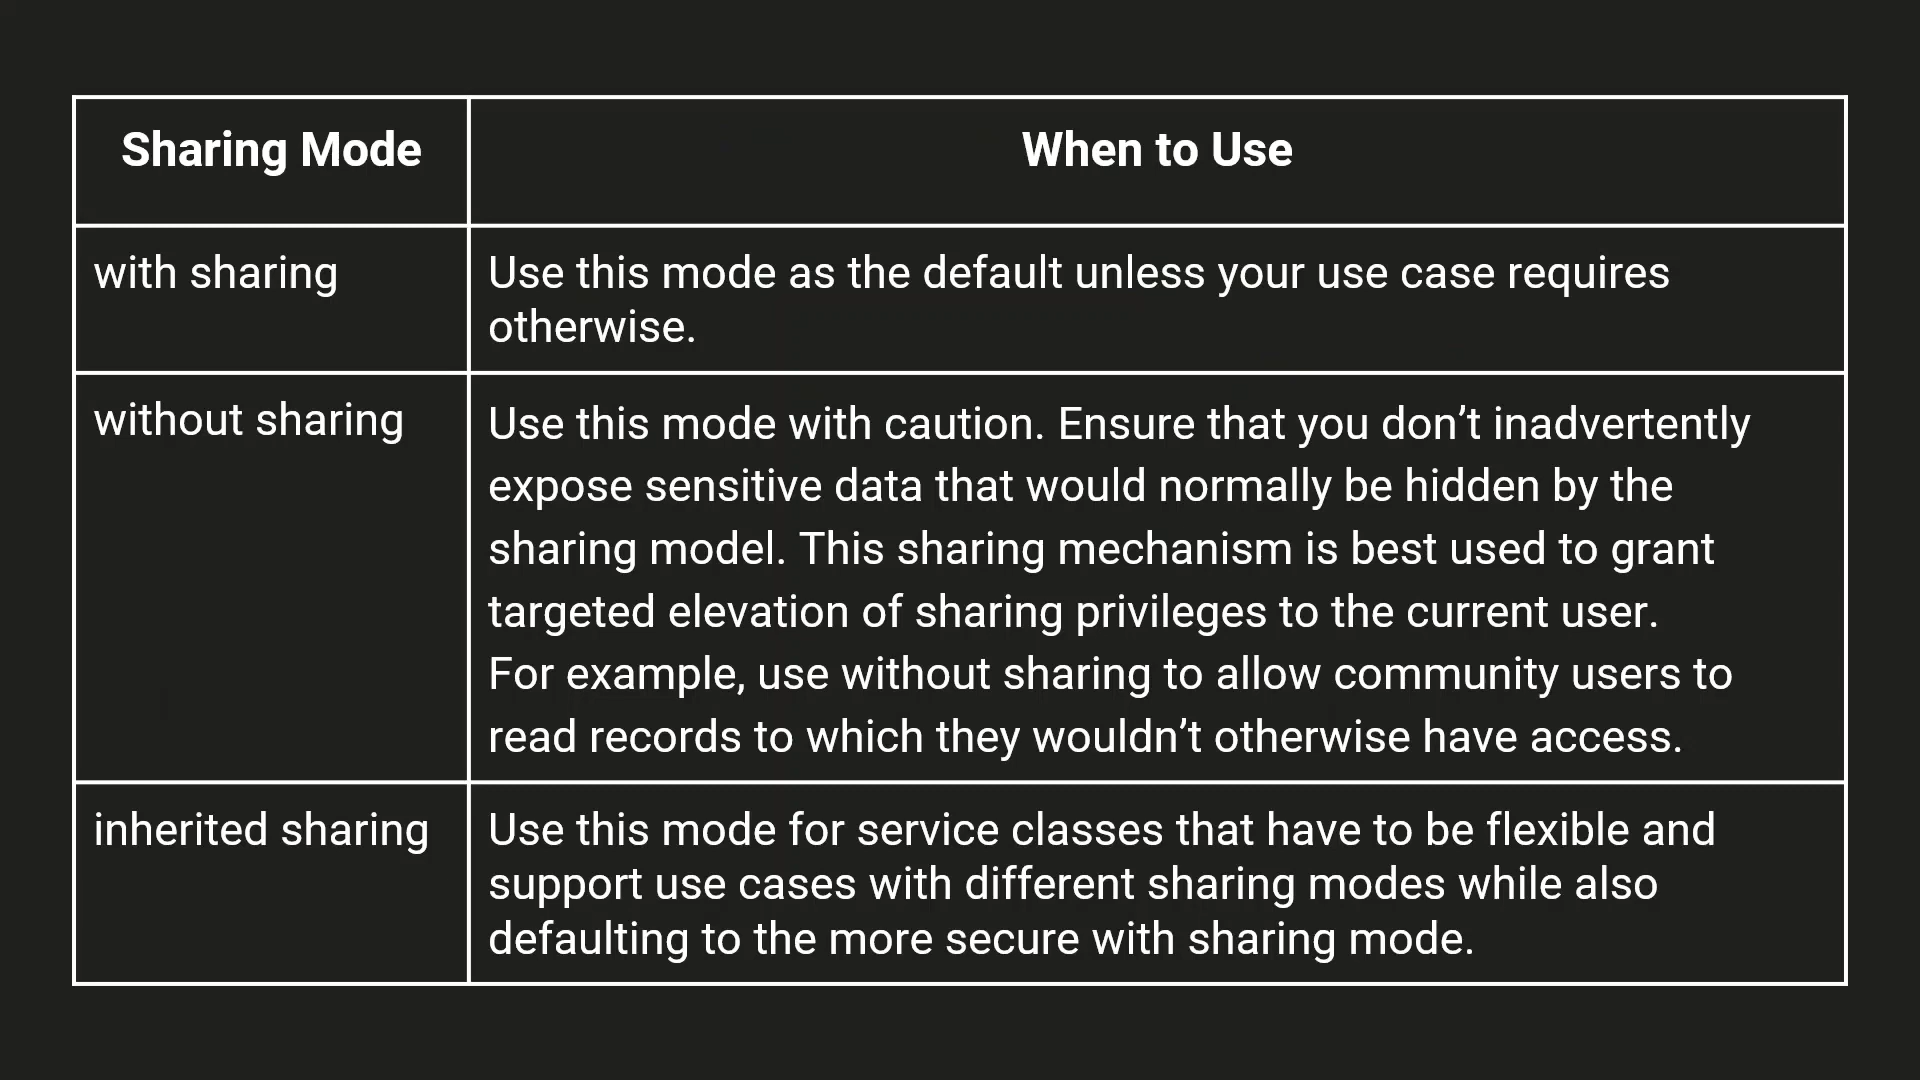 Sharing Mode
When to Use
with sharing
Use this mode as the default unless your use case requires
otherwise.
without sharing
Use this mode with caution. Ensure that you don’t inadvertently
expose sensitive data that would normally be hidden by the
sharing model. This sharing mechanism is best used to grant
targeted elevation of sharing privileges to the current user.
For example, use without sharing to allow community users to
read records to which they wouldn’t otherwise have access.
inherited sharing
Use this mode for service classes that have to be flexible and
support use cases with different sharing modes while also
defaulting to the more secure with sharing mode.